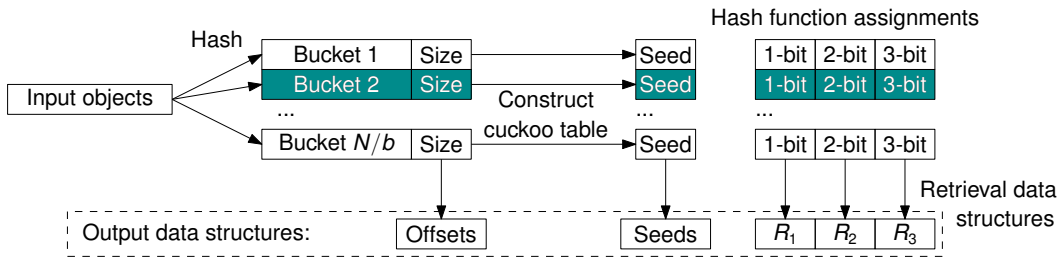 Hash function assignments
Hash
Bucket 1 Size Seed 1-bit 2-bit 3-bit
Input objects
Bucket 2 Size Seed 1-bit 2-bit 3-bit
... Construct ... ...
cuckoo table
Bucket N/b Size Seed 1-bit 2-bit 3-bit
Retrieval data
structures
Output data structures: Offsets Seeds R1 R2 R3